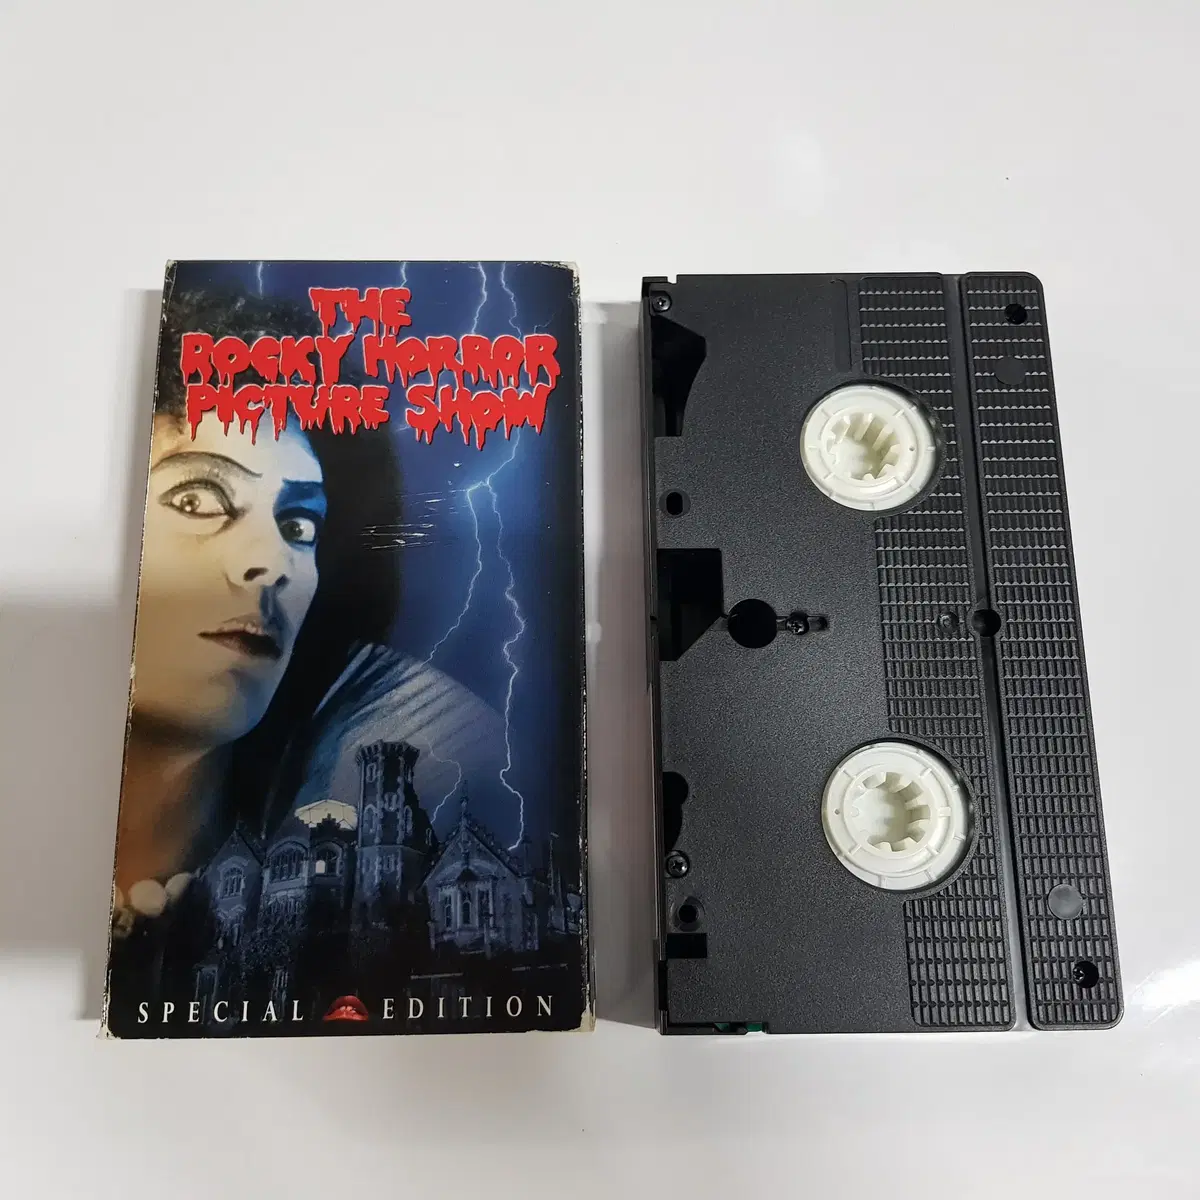 THE
ROCKY HORROR
PICTURE SHOW
SPECIAL EDITION